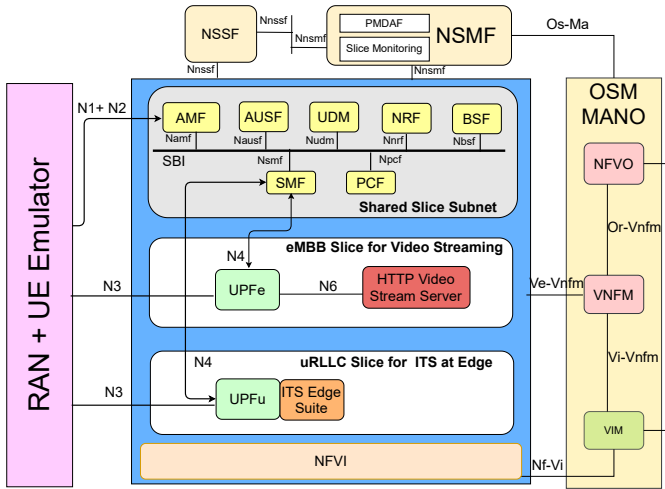 NSSF
Nnssf
Nnsmf
PMDAF
Slice Monitoring
NSMF
Os-Ma
Nnssf
Nnsmf
OSM
MANO
N1+ N2
AMF
AUSF
UDM
NRF
BSF
Namf
Nausf
Nudm
Nnrf
Nbsf
SBI
Nsmf
Npcf
SMF
PCF
Shared Slice Subnet
NFVO
Or-Vnfm
RAN + UE Emulator
eMBB Slice for Video Streaming
N4
N3
UPFe
N6
HTTP Video
Stream Server
Ve-Vnfm
VNFM
Vi-Vnfm
uRLLC Slice for ITS at Edge
N4
N3
UPFu
ITS Edge
Suite
VIM
NFVI
Nf-Vi